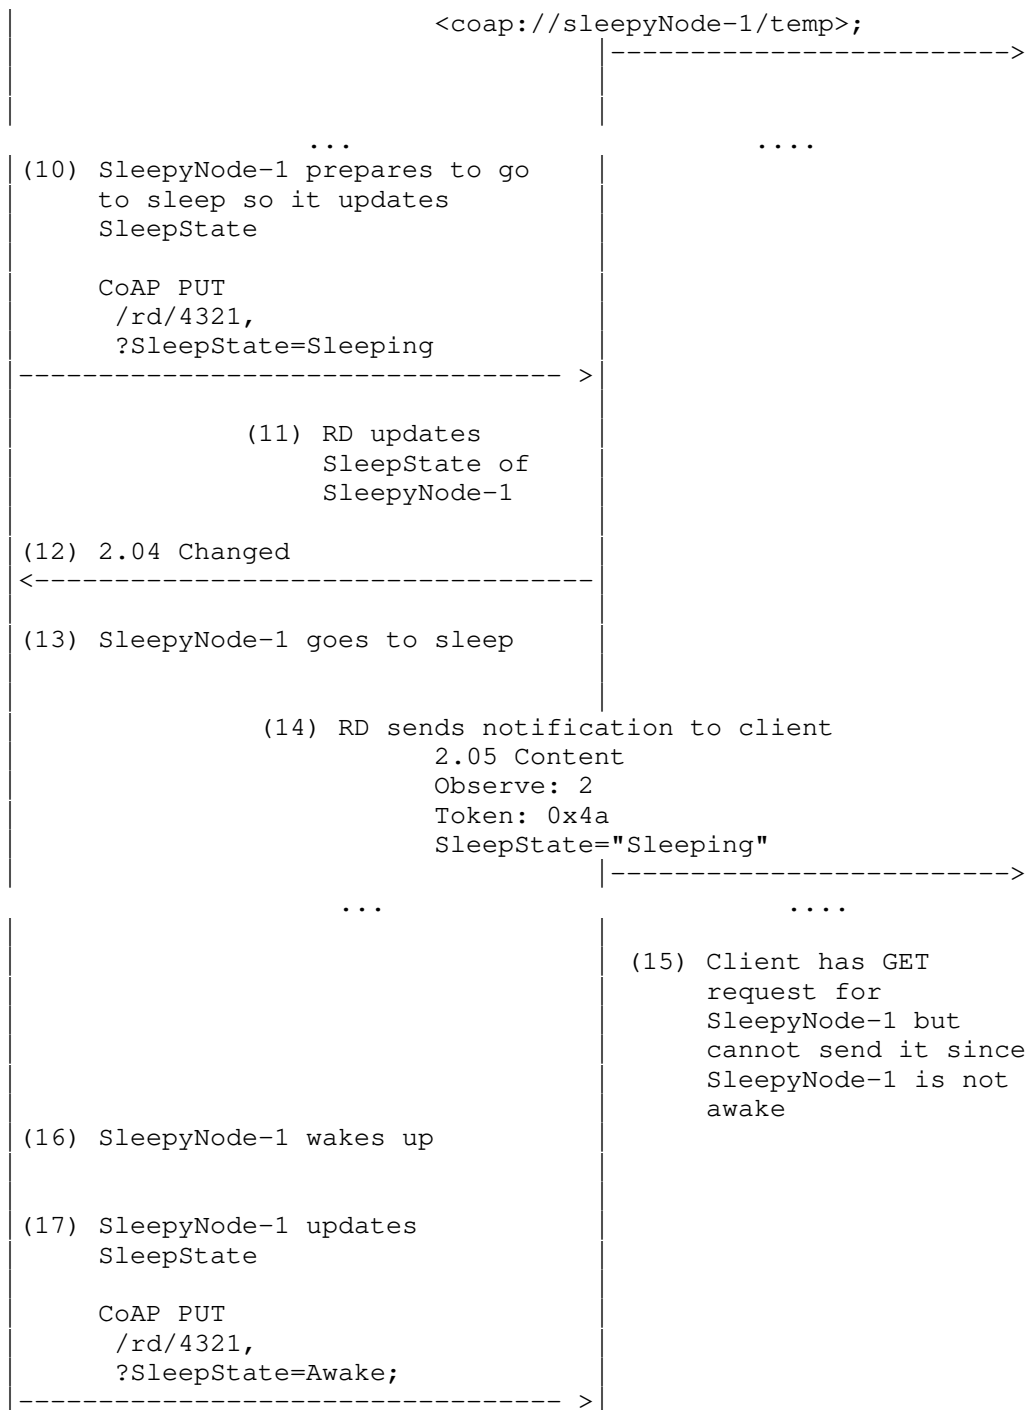 <coap://sleepyNode-1/temp>;
|-------------------------->
... ....
(10) SleepyNode-1 prepares to go
to sleep so it updates
SleepState
CoAP PUT
/rd/4321,
?SleepState=Sleeping
|---------------------------------- >|
(11) RD updates
SleepState of
SleepyNode-1
(12) 2.04 Changed
|<-----------------------------------|
(13) SleepyNode-1 goes to sleep
(14) RD sends notification to client
2.05 Content
Observe: 2
Token: 0x4a
SleepState="Sleeping"
|-------------------------->
... ....
(15) Client has GET
request for
SleepyNode-1 but
cannot send it since
SleepyNode-1 is not
awake
(16) SleepyNode-1 wakes up
(17) SleepyNode-1 updates
SleepState
CoAP PUT
/rd/4321,
?SleepState=Awake;
|---------------------------------- >|